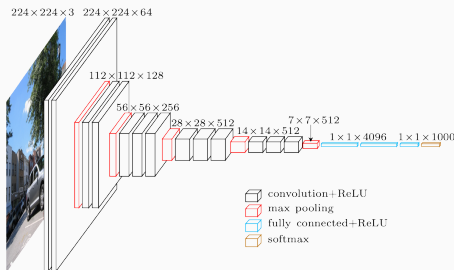 224×224×3
224×224×64
112×112×128
56×56×256
28×28×512
14×14×512
7×7×512
1×1×4096
1×1×1000
convolution+ReLU
max pooling
fully connected+ReLU
softmax